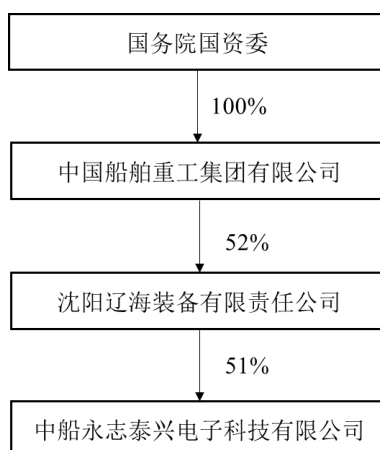 国务院国资委
100%
中国船舶重工集团有限公司
52%
沈阳辽海装备有限责任公司
51%
中船永志泰兴电子科技有限公司